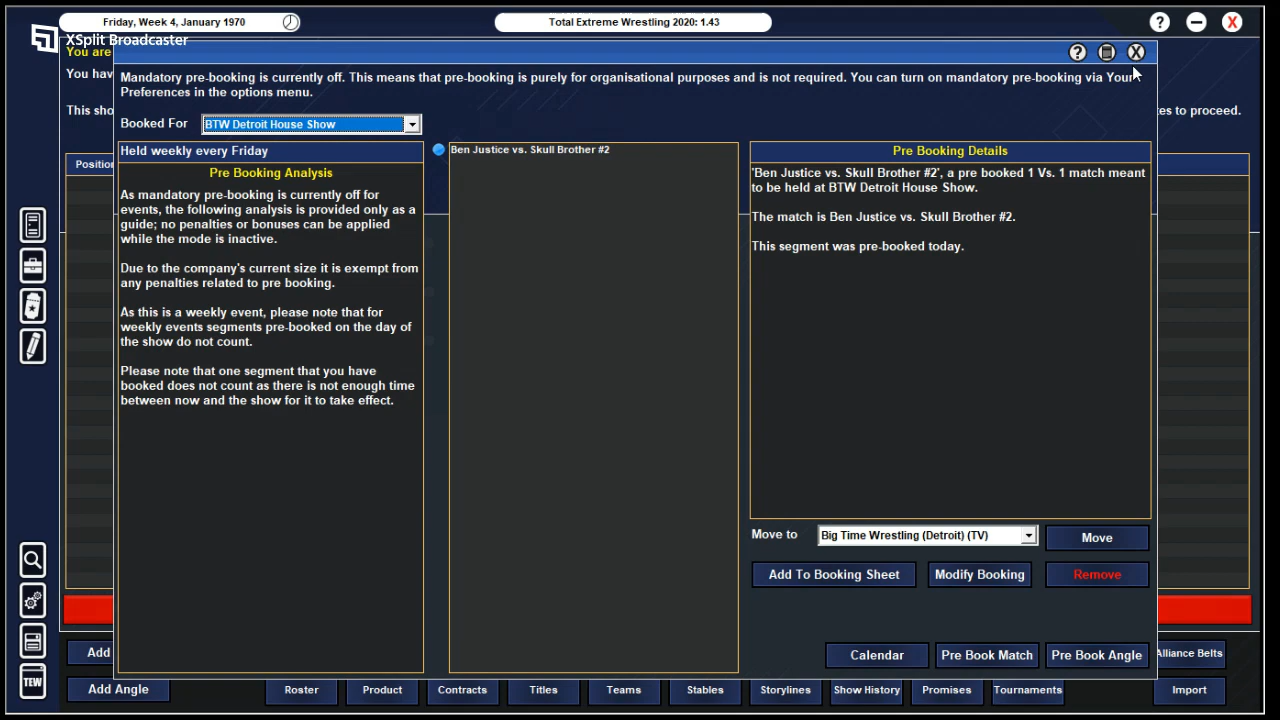 Friday, Week 4, January 1970
Total Extreme Wrestling 2020: 1.43
?
X
XSplit Broadcaster
You are
You hav
This sho
es to proceed.
?
X
Mandatory pre-booking is currently off. This means that pre-booking is purely for organisational purposes and is not required. You can turn on mandatory pre-booking via Your
Preferences in the options menu.
Booked For
BTW Detroit House Show
Position
Held weekly every Friday
Pre Booking Analysis
As mandatory pre-booking is currently off for
events, the following analysis is provided only as a
guide; no penalties or bonuses can be applied
while the mode is inactive.
Due to the company's current size it is exempt from
any penalties related to pre booking.
As this is a weekly event, please note that for
weekly events segments pre-booked on the day of
the show do not count.
Please note that one segment that you have
booked does not count as there is not enough time
between now and the show for it to take effect.
Ben Justice vs. Skull Brother #2
Pre Booking Details
'Ben Justice vs. Skull Brother #2', a pre booked 1 Vs. 1 match meant
to be held at BTW Detroit House Show.
The match is Ben Justice vs. Skull Brother #2.
This segment was pre-booked today.
Move to
Big Time Wrestling (Detroit) (TV)
Move
Add To Booking Sheet
Modify Booking
Remove
Calendar
Pre Book Match
Pre Book Angle
Add
Alliance Belts
TEW
Add Angle
Roster
Product
Contracts
Titles
Teams
Stables
Storylines
Show History
Promises
Tournaments
Import